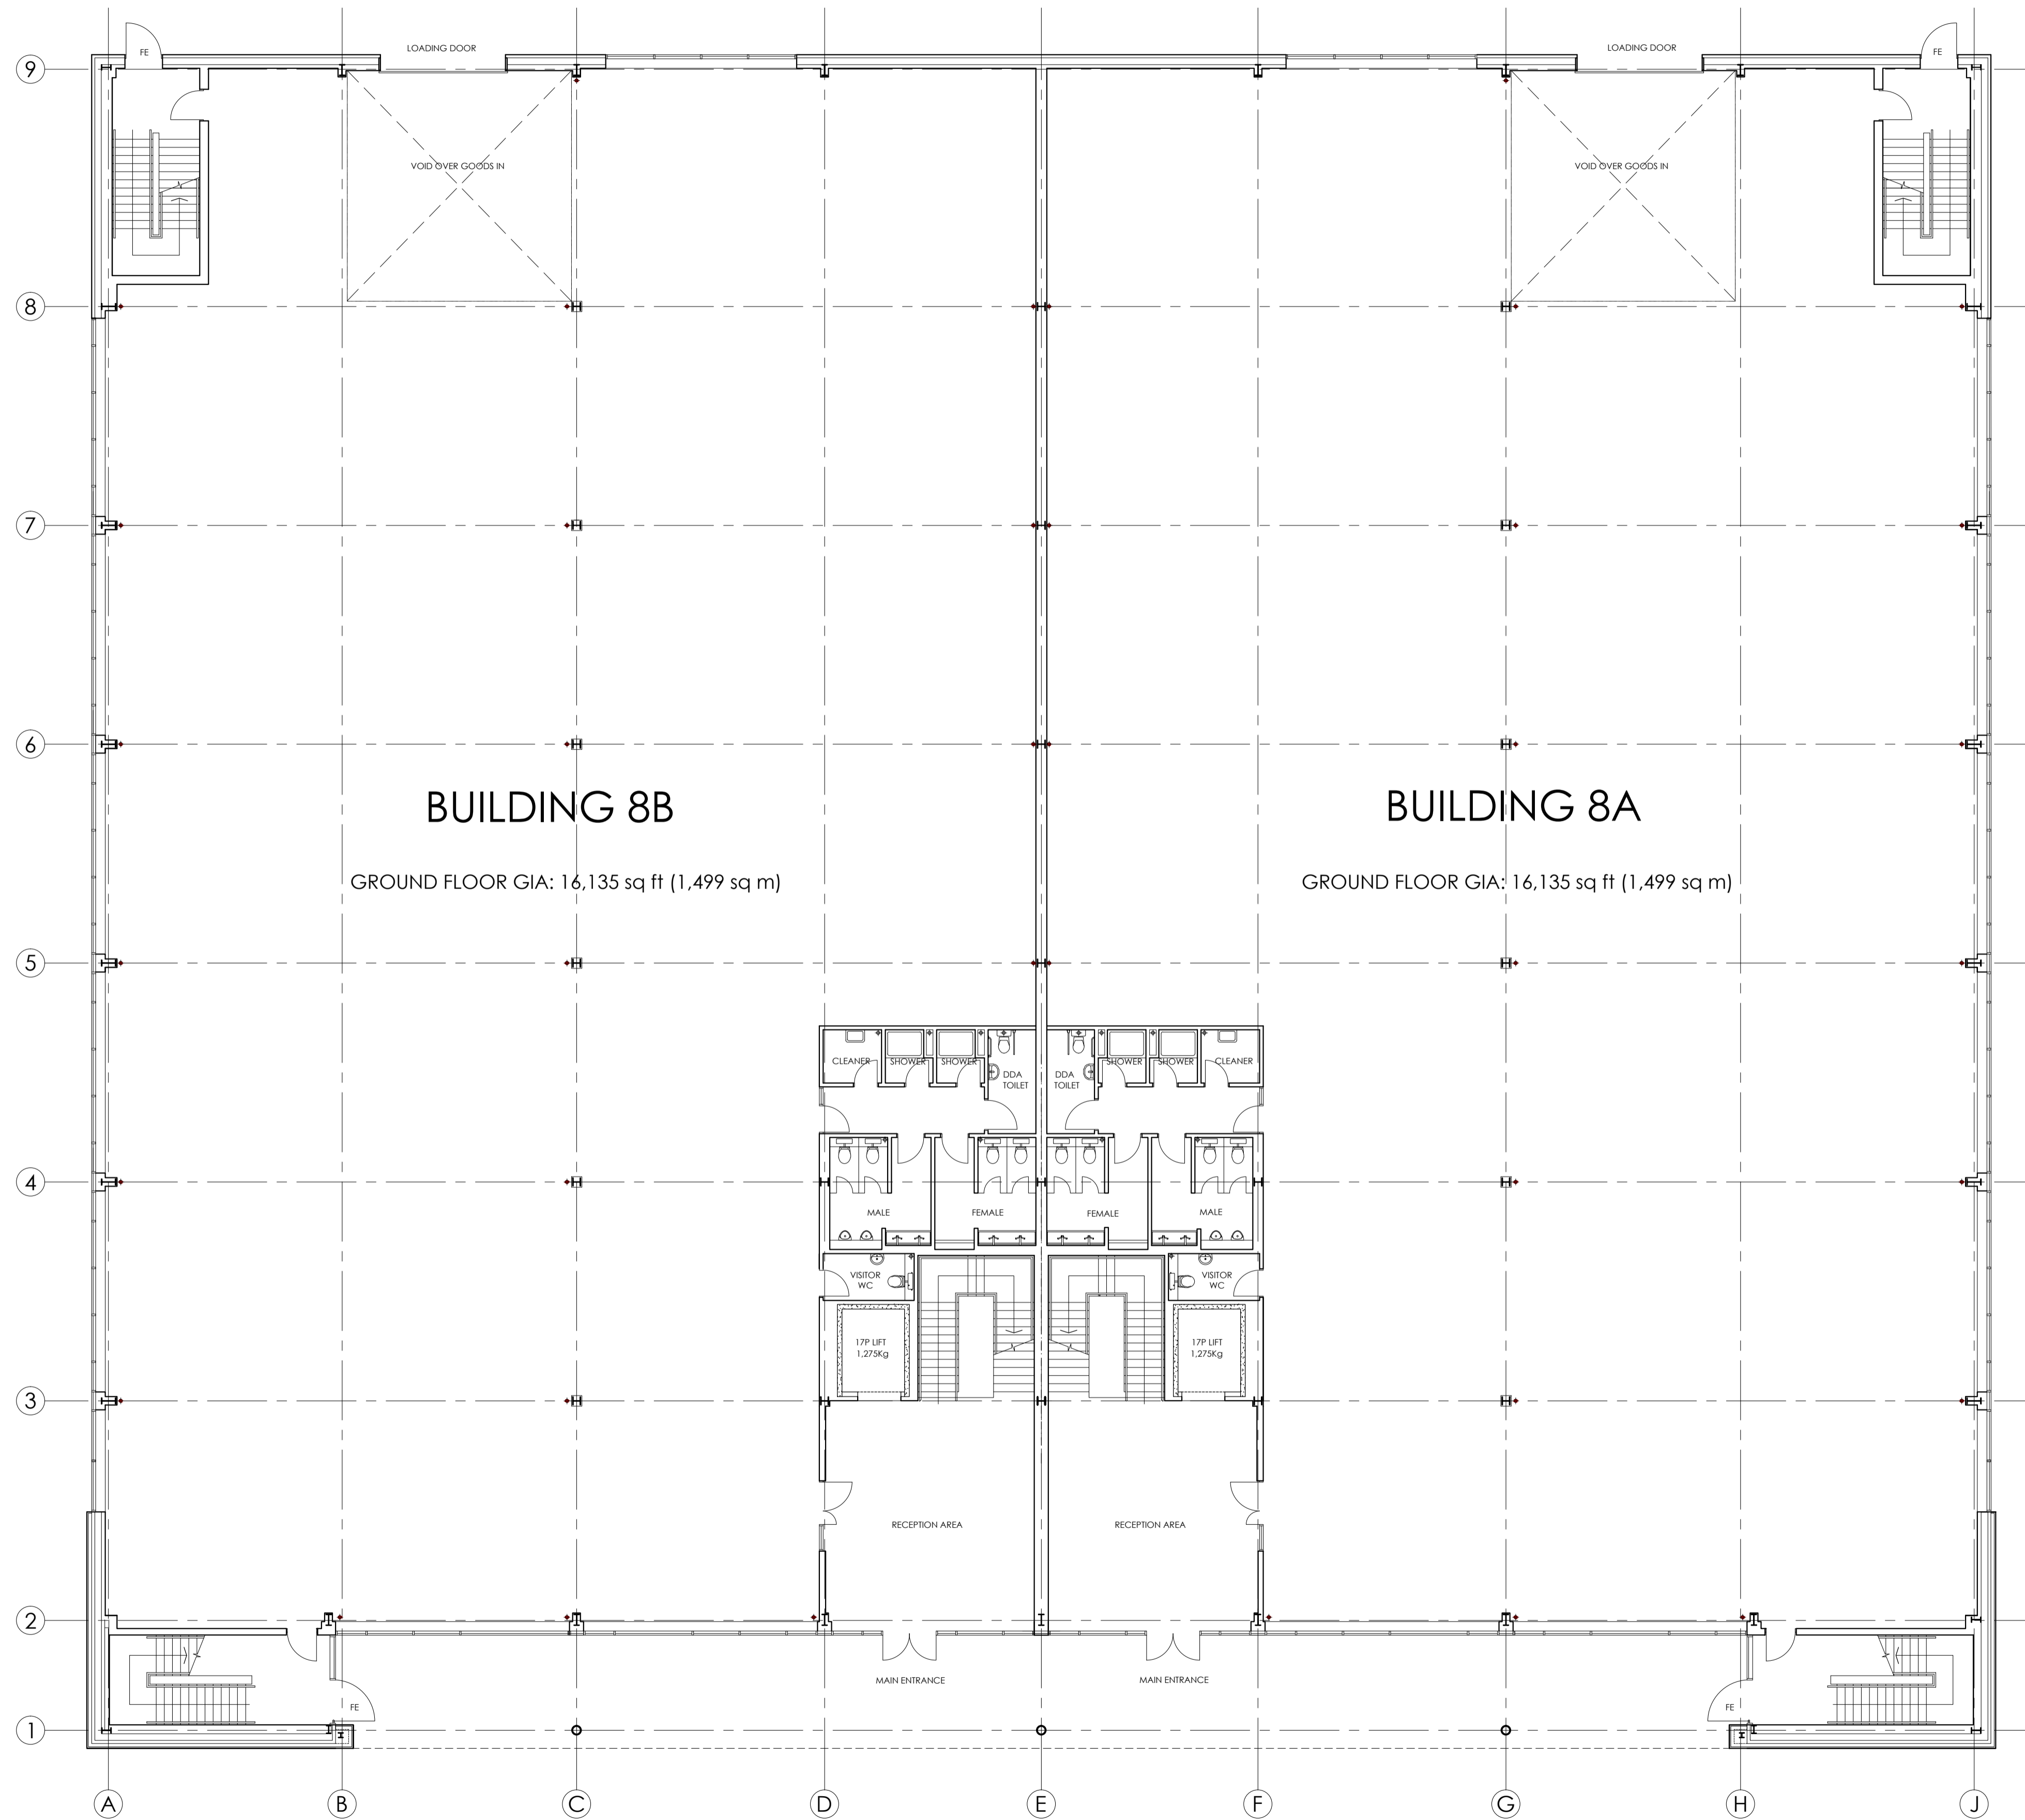 LOADING DOOR
LOADING DOOR
FE
FE
9
VOID OVER GOODS IN
VOID OVER GOODS IN
8
7
6
BUILDING 8B
BUILDING 8A
GROUND FLOOR GIA: 16,135 sq ft (1,499 sq m)
GROUND FLOOR GIA: 16,135 sq ft (1,499 sq m)
5
CLEANER
SHOWER
SHOWER
DDA
TOILET
DDA
TOILET
SHOWER
SHOWER
CLEANER
4
MALE
FEMALE
FEMALE
MALE
VISITOR
WC
VISITOR
WC
17P LIFT
1,275Kg
17P LIFT
1,275Kg
3
RECEPTION AREA
RECEPTION AREA
2
MAIN ENTRANCE
MAIN ENTRANCE
FE
FE
1
A
B
C
D
E
F
G
H
J